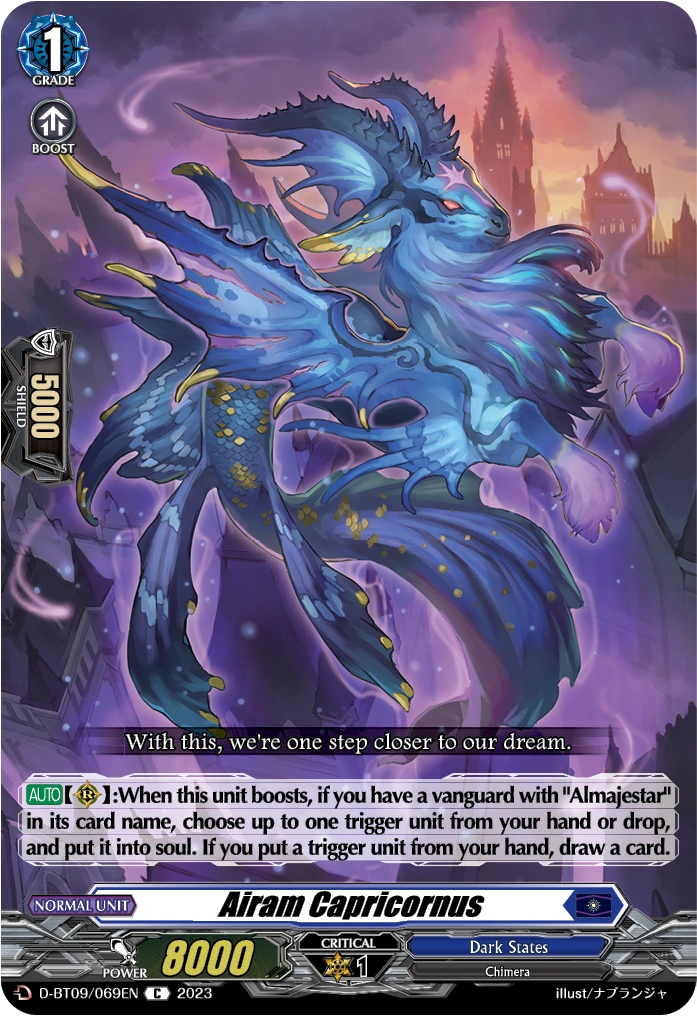 1
GRADE
BOOST
5000
SHIELD
With this, we're one step closer to our dream.
AUTO【R】:When this unit boosts, if you have a vanguard with "Almajestar"
in its card name, choose up to one trigger unit from your hand or drop,
and put it into soul. If you put a trigger unit from your hand, draw a card.
NORMAL UNIT
Airam Capricornus
POWER 8000
CRITICAL
1
Dark States
Chimera
D-BT09/069EN C 2023
illust/ナブランジャ